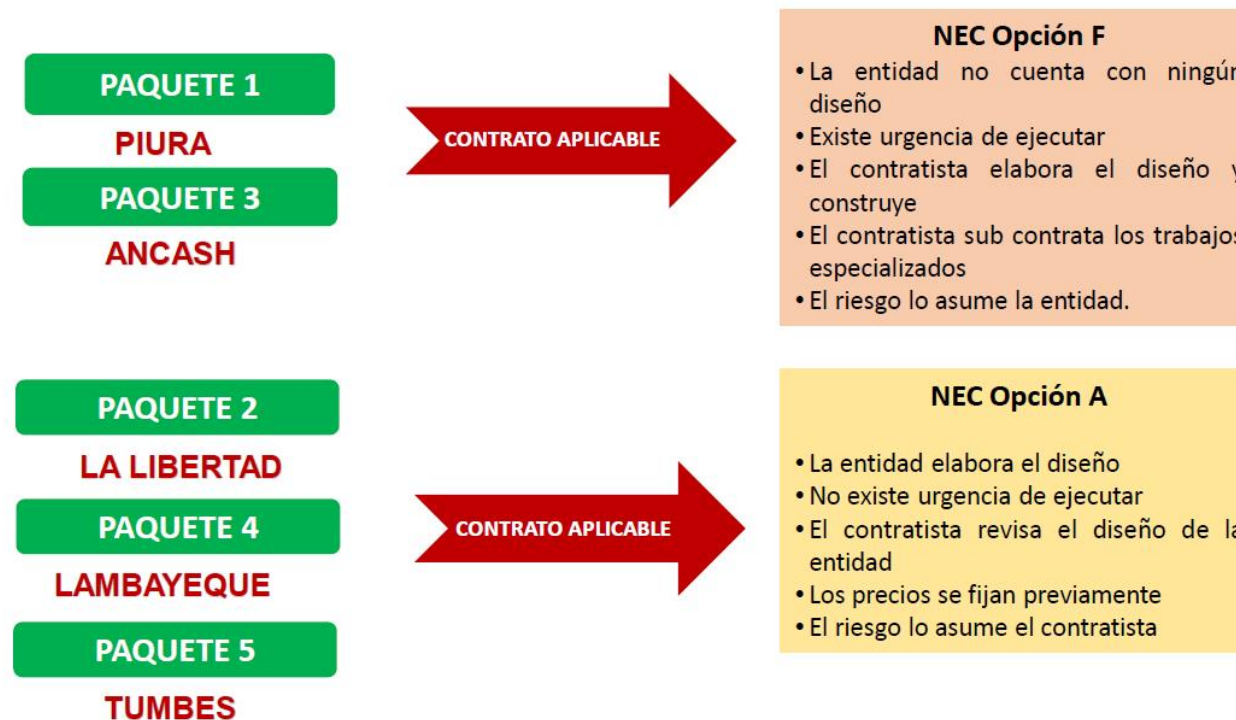 PAQUETE 1
PIURA
PAQUETE 3
ANCASH
CONTRATO APLICABLE
NEC Opción F
• La entidad no cuenta con ningún
diseño
• Existe urgencia de ejecutar
• El contratista elabora el diseño y
construye
• El contratista sub contrata los trabajos
especializados
• El riesgo lo asume la entidad.
PAQUETE 2
LA LIBERTAD
PAQUETE 4
LAMBAYEQUE
PAQUETE 5
TUMBES
CONTRATO APLICABLE
NEC Opción A
• La entidad elabora el diseño
• No existe urgencia de ejecutar
• El contratista revisa el diseño de la
entidad
• Los precios se fijan previamente
• El riesgo lo asume el contratista